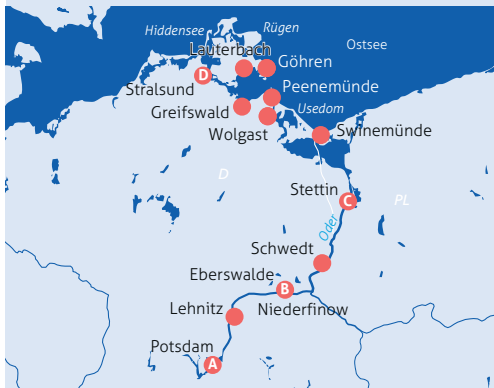 Hiddensee
Rügen
Ostsee
Lauterbach
Göhren
D
Stralsund
Peenemünde
Greifswald
Usedom
Wolgast
Swinemünde
D
Stettin
C
PL
Oder
Schwedt
Eberswalde
B
Niederfinow
Lehnitz
Potsdam
A